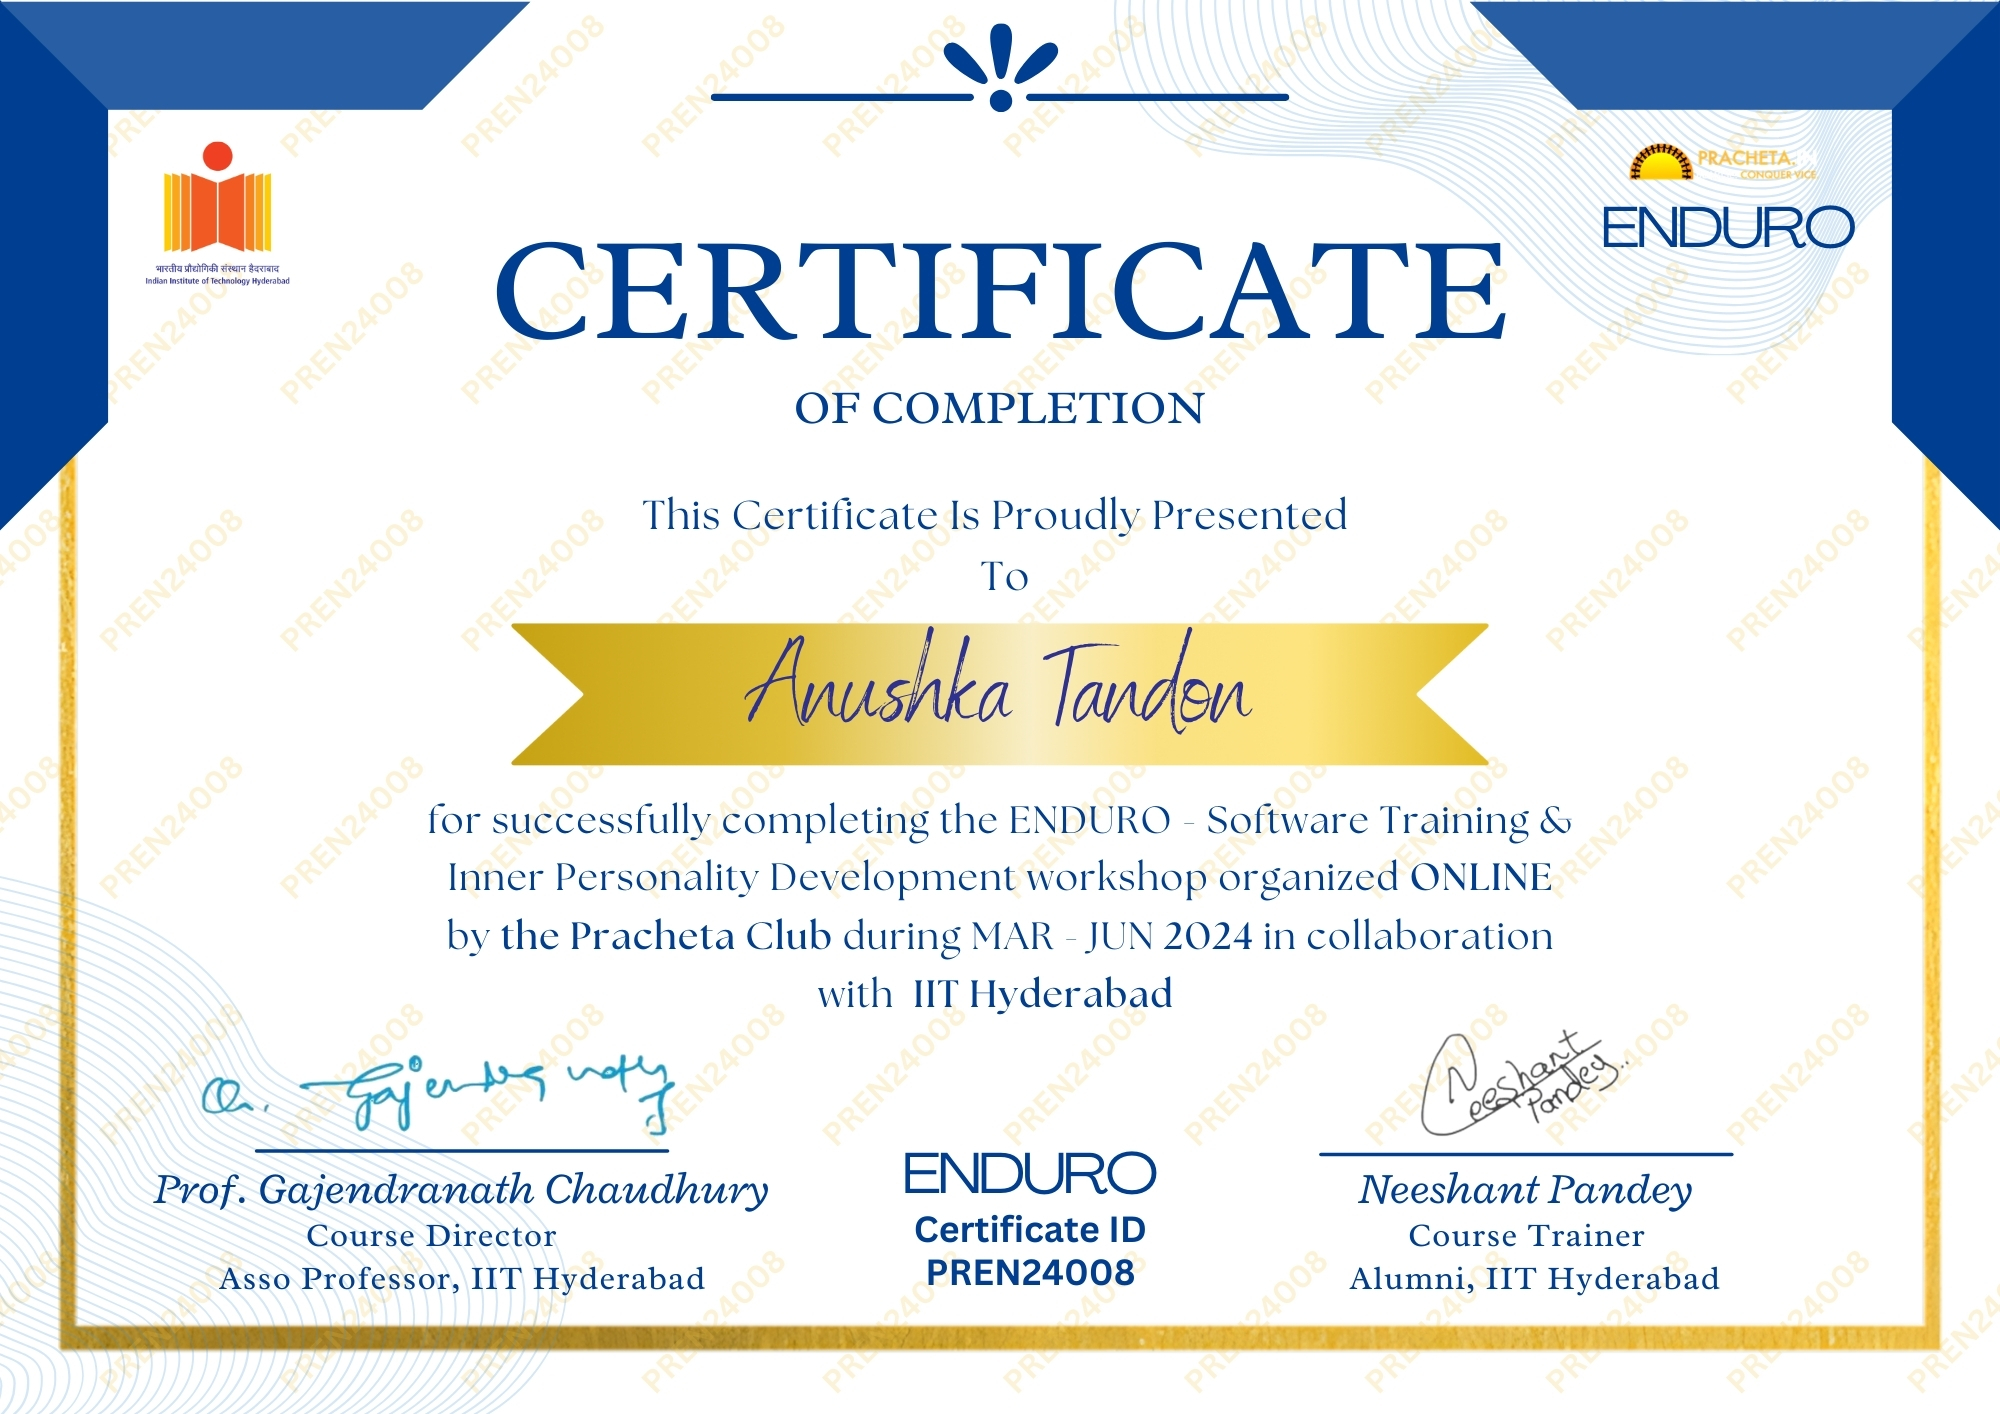 भारतीय प्रौद्योगिकी संस्थान हैदराबाद
Indian Institute of Technology Hyderabad
PRACHETA.
CONQUER VICE
ENDURO
CERTIFICATE
OF COMPLETION
This Certificate Is Proudly Presented
To
Anushka Tandon
for successfully completing the ENDURO - Software Training &
Inner Personality Development workshop organized ONLINE
by the Pracheta Club during MAR - JUN 2024 in collaboration
with IIT Hyderabad
Neeshant
Pandey
Prof. Gajendranath Chaudhury
Course Director
Asso Professor, IIT Hyderabad
ENDURO
Certificate ID
PREN24008
Neeshant Pandey
Course Trainer
Alumni, IIT Hyderabad
PREN24008